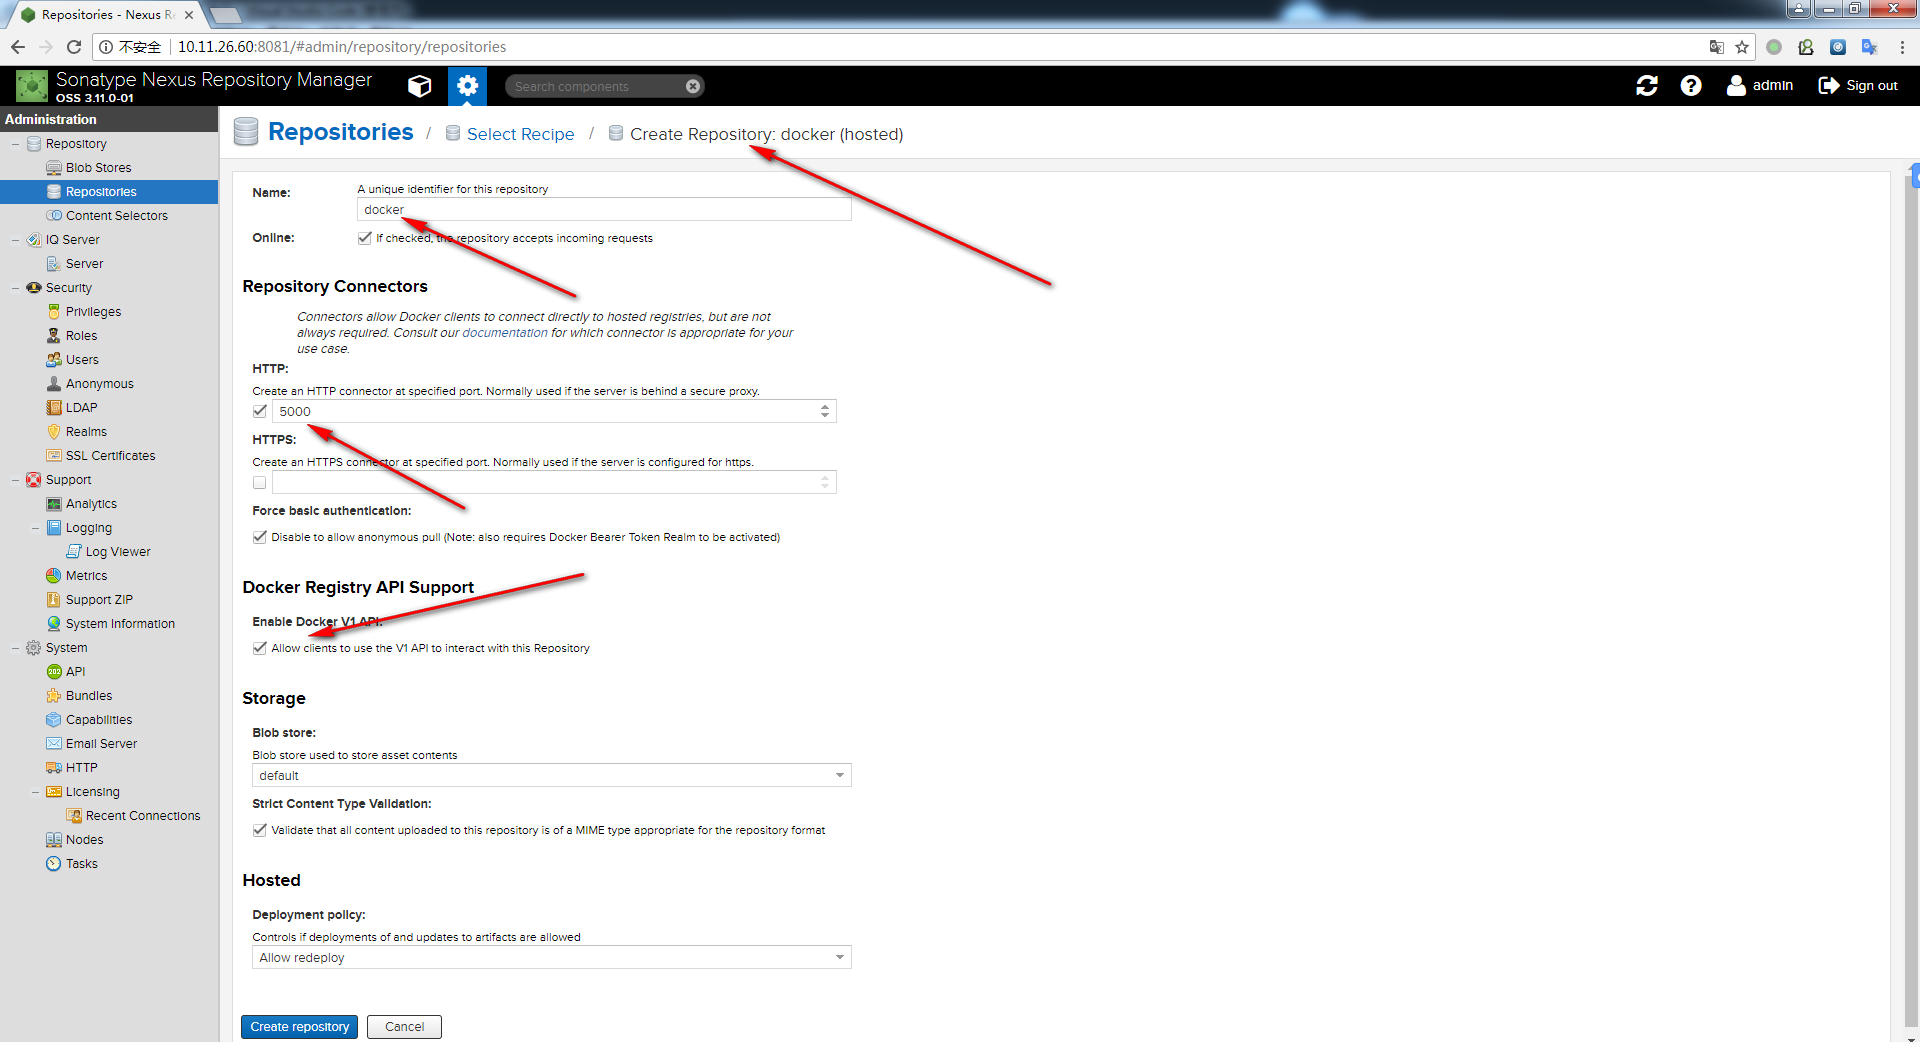 Repositories - Nexus Re
不安全
10.11.26.60:8081/#admin/repository/repositories
Sonatype Nexus Repository Manager
OSS 3.11.0-01
Search components
admin
Sign out
Administration
Repository
Blob Stores
Repositories
Content Selectors
IQ Server
Server
Security
Privileges
Roles
Users
Anonymous
LDAP
Realms
SSL Certificates
Support
Analytics
Logging
Log Viewer
Metrics
Support ZIP
System Information
System
API
Bundles
Capabilities
Email Server
HTTP
Licensing
Recent Connections
Nodes
Tasks
Repositories / Select Recipe / Create Repository: docker (hosted)
Name:
A unique identifier for this repository
docker
Online:
If checked, the repository accepts incoming requests
Repository Connectors
Connectors allow Docker clients to connect directly to hosted registries, but are not
always required. Consult our documentation for which connector is appropriate for your
use case.
HTTP:
Create an HTTP connector at specified port. Normally used if the server is behind a secure proxy.
5000
HTTPS:
Create an HTTPS connector at specified port. Normally used if the server is configured for https.
Force basic authentication:
Disable to allow anonymous pull (Note: also requires Docker Bearer Token Realm to be activated)
Docker Registry API Support
Enable Docker V1 API:
Allow clients to use the V1 API to interact with this Repository
Storage
Blob store:
Blob store used to store asset contents
default
Strict Content Type Validation:
Validate that all content uploaded to this repository is of a MIME type appropriate for the repository format
Hosted
Deployment policy:
Controls if deployments of and updates to artifacts are allowed
Allow redeploy
Create repository
Cancel